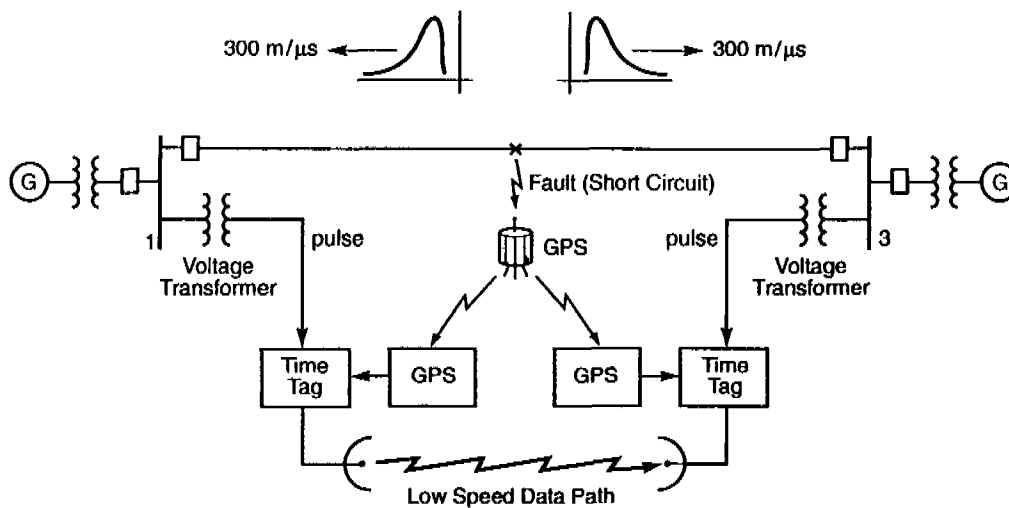 300 m/μs
300 m/μs
G
G
Fault (Short Circuit)
1
pulse
GPS
pulse
3
Voltage
Transformer
Voltage
Transformer
Time
Tag
GPS
GPS
Time
Tag
Low Speed Data Path